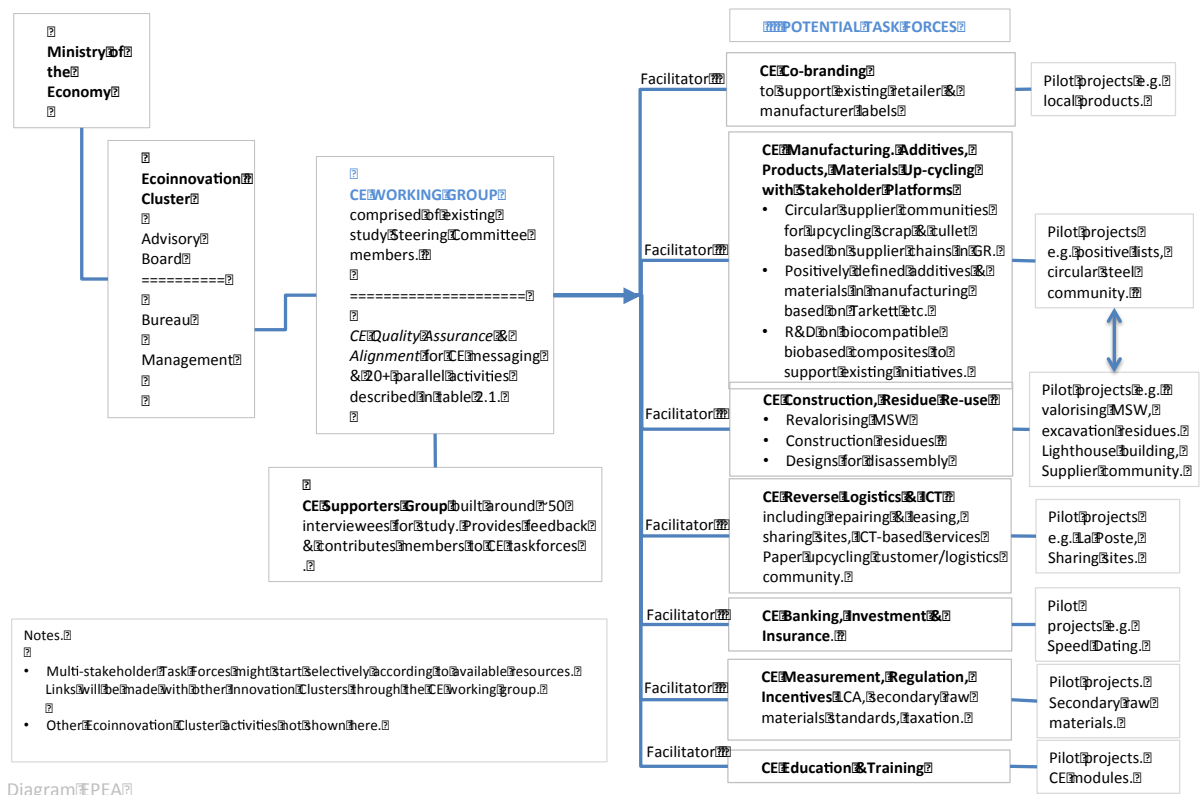 Ministry of
the
Economy
Ecoinnovation
Cluster
Advisory
Board
==========
Bureau
Management
CE WORKING GROUP
comprised of existing
study Steering Committee
members.
=====================
CE Quality Assurance &
Alignment for CE messaging
& 20+ parallel activities
described in table 2.1.
CE Supporters Group built around ~50
interviewees for study. Provides feedback
& contributes members to CE taskforces
.
Notes.
• Multi-stakeholder Task Forces might start selectively according to available resources.
Links will be made with other Innovation Clusters through the CE working group.
• Other Ecoinnovation Cluster activities not shown here.
Diagram EPEA
POTENTIAL TASK FORCES
Facilitator
CE Co-branding
to support existing retailer &
manufacturer labels
Pilot projects e.g.
local products.
Facilitator
CE Manufacturing. Additives,
Products, Materials Up-cycling
with Stakeholder Platforms
• Circular supplier communities
for upcycling scrap & cullet
based on supplier chains in GR.
• Positively defined additives &
materials in manufacturing
based on Tarkett etc.
• R&D on biocompatible
biobased composites to
support existing initiatives.
Pilot projects
e.g. positive lists,
circular steel
community.
Facilitator
CE Construction, Residue Re-use
• Revalorising MSW
• Construction residues
• Designs for disassembly
Pilot projects e.g.
valorising MSW,
excavation residues.
Lighthouse building,
Supplier community.
Facilitator
CE Reverse Logistics & ICT
including repairing & leasing,
sharing sites, ICT-based services
Paper upcycling customer/logistics
community.
Pilot projects
e.g. La Poste,
Sharing sites.
Facilitator
CE Banking, Investment &
Insurance.
Pilot
projects e.g.
Speed Dating.
Facilitator
CE Measurement, Regulation,
Incentives LCA, secondary raw
materials standards, taxation.
Pilot projects.
Secondary raw
materials.
Facilitator
CE Education & Training
Pilot projects.
CE modules.